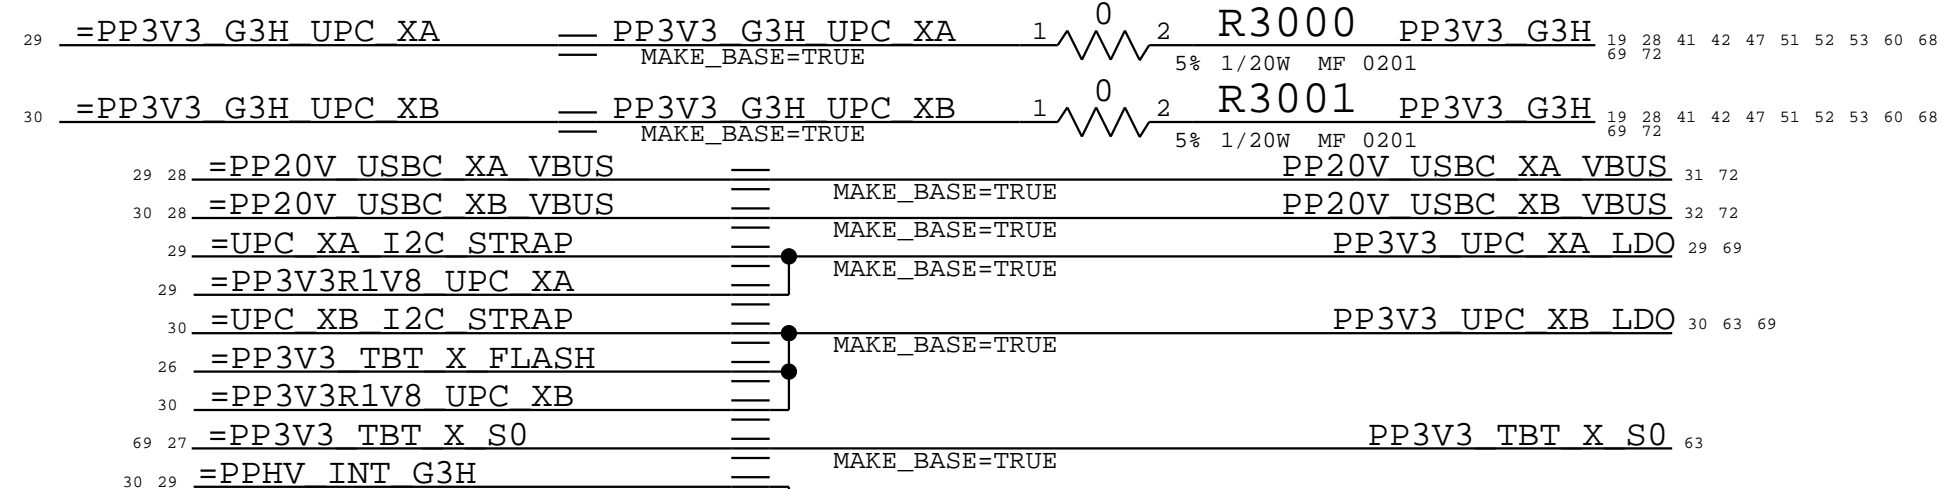 29 =PP3V3_G3H_UPC_XA PP3V3_G3H_UPC_XA 1 0 2 R3000 PP3V3_G3H 19 28 41 42 47 51 52 53 60 68
MAKE_BASE=TRUE 5% 1/20W MF 0201 69 72
30 =PP3V3_G3H_UPC_XB PP3V3_G3H_UPC_XB 1 0 2 R3001 PP3V3_G3H 19 28 41 42 47 51 52 53 60 68
MAKE_BASE=TRUE 5% 1/20W MF 0201 69 72
29 28 =PP20V_USBC_XA_VBUS PP20V_USBC_XA_VBUS 31 72
MAKE_BASE=TRUE
30 28 =PP20V_USBC_XB_VBUS PP20V_USBC_XB_VBUS 32 72
MAKE_BASE=TRUE
29 =UPC_XA_I2C_STRAP PP3V3_UPC_XA_LDO 29 69
MAKE_BASE=TRUE
29 =PP3V3R1V8_UPC_XA
30 =UPC_XB_I2C_STRAP PP3V3_UPC_XB_LDO 30 63 69
MAKE_BASE=TRUE
26 =PP3V3_TBT_X_FLASH
30 =PP3V3R1V8_UPC_XB
69 27 =PP3V3_TBT_X_S0 PP3V3_TBT_X_S0 63
MAKE_BASE=TRUE
30 29 =PPHV_INT_G3H